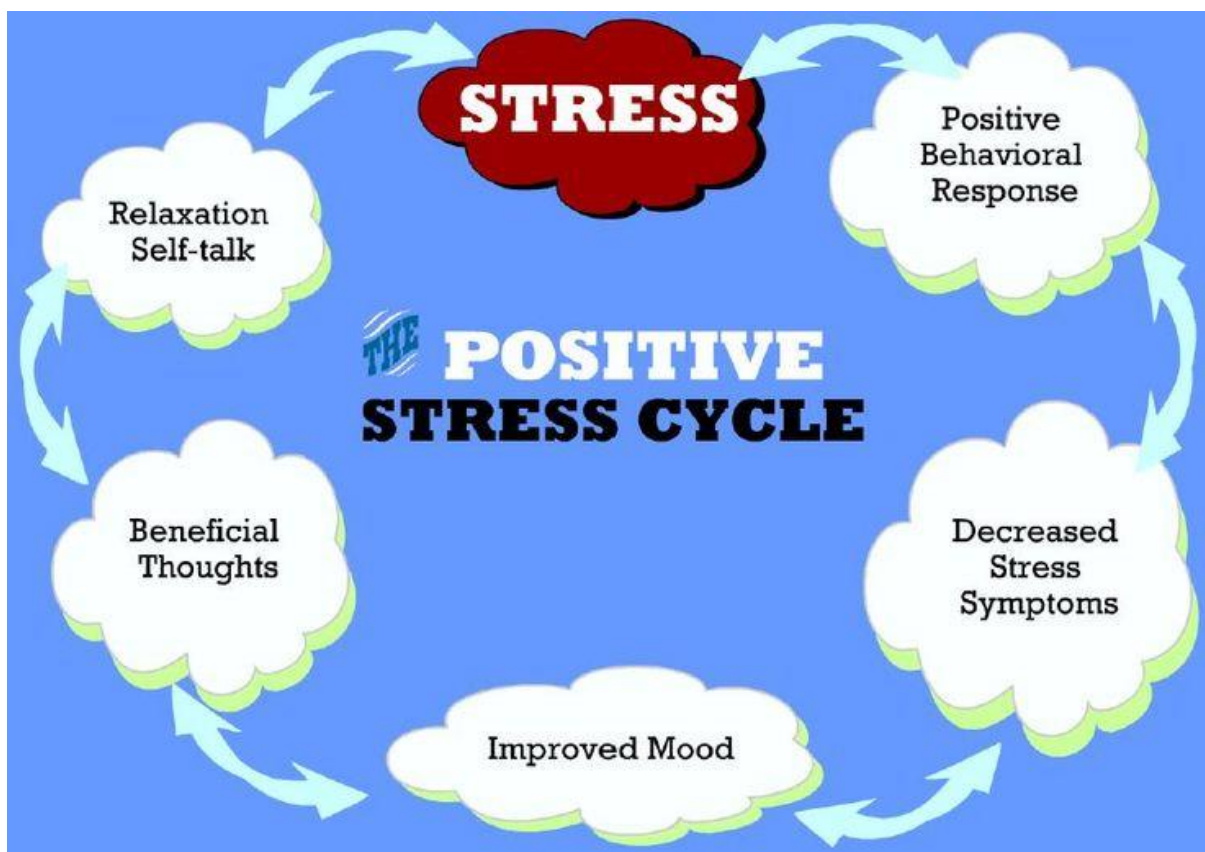 STRESS
Positive
Behavioral
Response
Relaxation
Self-talk
THE POSITIVE
STRESS CYCLE
Beneficial
Thoughts
Decreased
Stress
Symptoms
Improved Mood